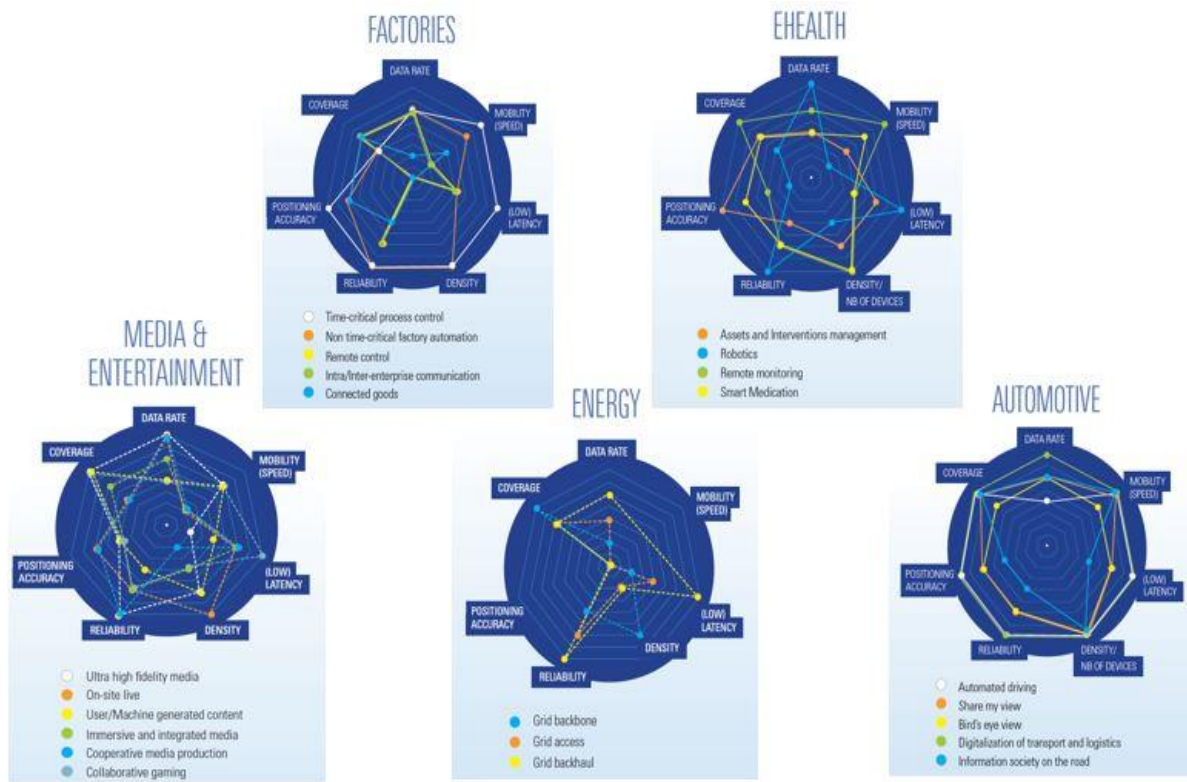 FACTORIES
DATA RATE
COVERAGE
MOBILITY
(SPEED)
POSITIONING
ACCURACY
(LOW)
LATENCY
RELIABILITY
DENSITY
Time-critical process control
Non time-critical factory automation
Remote control
Intra/Inter-enterprise communication
Connected goods
EHEALTH
DATA RATE
COVERAGE
MOBILITY
(SPEED)
POSITIONING
ACCURACY
(LOW)
LATENCY
RELIABILITY
DENSITY/
NB OF DEVICES
Assets and Interventions management
Robotics
Remote monitoring
Smart Medication
MEDIA &
ENTERTAINMENT
DATA RATE
COVERAGE
MOBILITY
(SPEED)
POSITIONING
ACCURACY
(LOW)
LATENCY
RELIABILITY
DENSITY
Ultra high fidelity media
On-site live
User/Machine generated content
Immersive and integrated media
Cooperative media production
Collaborative gaming
ENERGY
DATA RATE
COVERAGE
MOBILITY
(SPEED)
POSITIONING
ACCURACY
(LOW)
LATENCY
DENSITY
RELIABILITY
Grid backbone
Grid access
Grid backhaul
AUTOMOTIVE
DATA RATE
COVERAGE
MOBILITY
(SPEED)
POSITIONING
ACCURACY
(LOW)
LATENCY
RELIABILITY
DENSITY/
NB OF DEVICES
Automated driving
Share my view
Bird's eye view
Digitalization of transport and logistics
Information society on the road